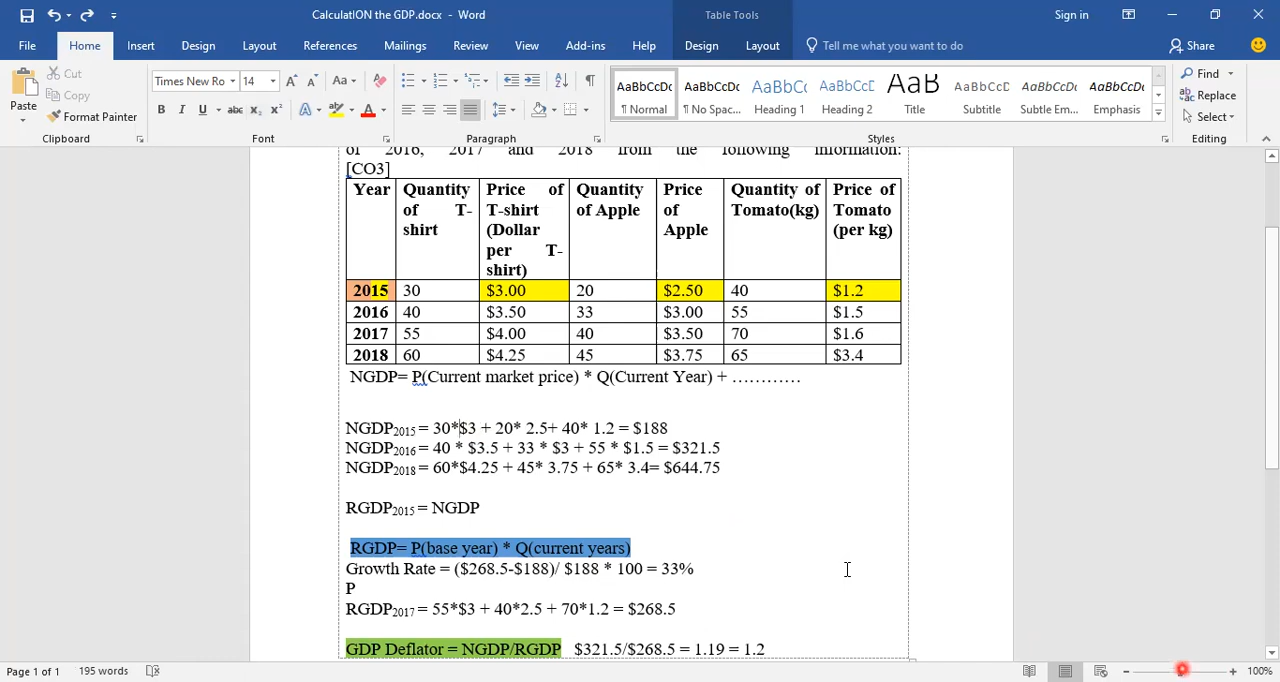 CalculatION the GDP.docx - Word
Table Tools
Sign in
File Home Insert Design Layout References Mailings Review View Add-ins Help Design Layout Tell me what you want to do Share
Paste
Cut
Copy
Format Painter
Clipboard
Times New Ro 14
Aa
B I U abc X₂ X² A A
Font
Paragraph
AaBbCcDc AaBbCcDc AaBbC AaBbCcD AaB AaBbCcD AaBbCcDc AaBbCcDc
¶ Normal ¶ No Spac... Heading 1 Heading 2 Title Subtitle Subtle Em... Emphasis
Styles
Find
Replace
Select
Editing
of 2016, 2017 and 2018 from the following information:
[CO3]
Year Quantity of T-shirt Price of T-shirt (Dollar per T-shirt) Quantity of Apple Price of Apple Quantity of Tomato(kg) Price of Tomato (per kg)
2015 30 $3.00 20 $2.50 40 $1.2
2016 40 $3.50 33 $3.00 55 $1.5
2017 55 $4.00 40 $3.50 70 $1.6
2018 60 $4.25 45 $3.75 65 $3.4
NGDP= P(Current market price) * Q(Current Year) + …………
NGDP2015 = 30*$3 + 20* 2.5+ 40* 1.2 = $188
NGDP2016 = 40 * $3.5 + 33 * $3 + 55 * $1.5 = $321.5
NGDP2018 = 60*$4.25 + 45* 3.75 + 65* 3.4= $644.75
RGDP2015 = NGDP
RGDP= P(base year) * Q(current years)
Growth Rate = ($268.5-$188)/ $188 * 100 = 33%
P
RGDP2017 = 55*$3 + 40*2.5 + 70*1.2 = $268.5
GDP Deflator = NGDP/RGDP $321.5/$268.5 = 1.19 = 1.2
Page 1 of 1 195 words 100%